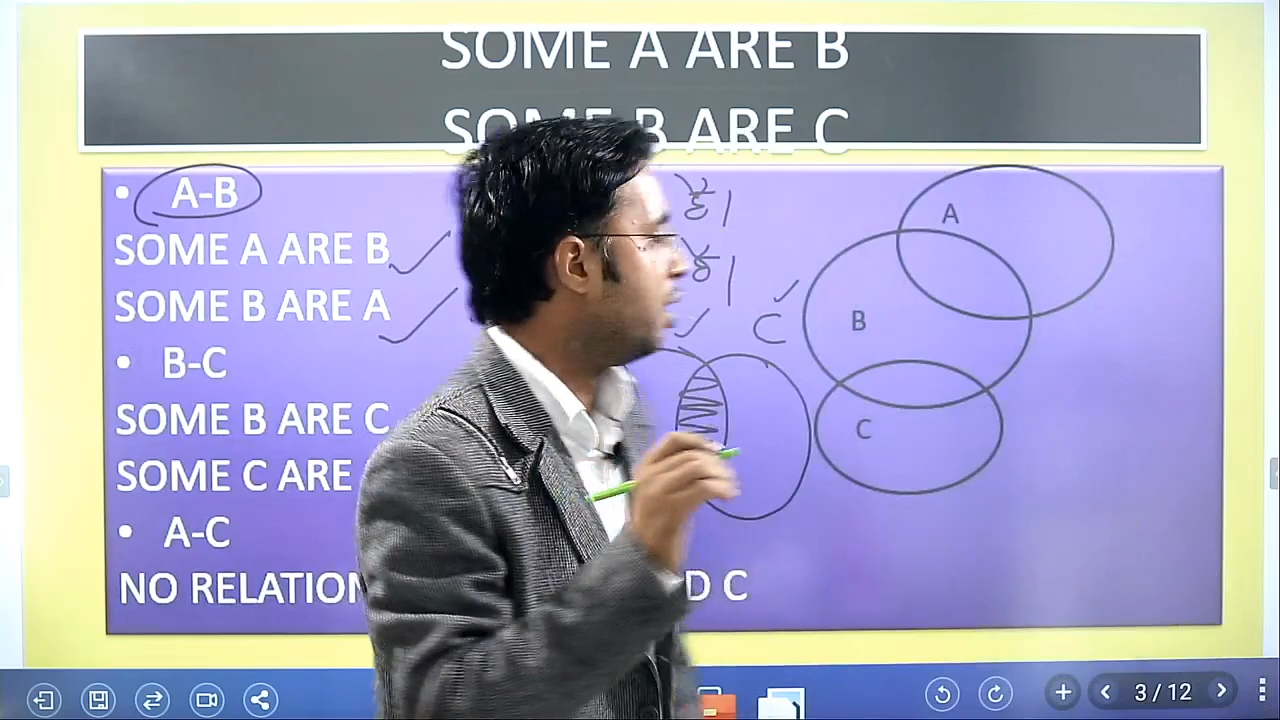 SOME A ARE B
SOME B ARE C
• A-B
SOME A ARE B
SOME B ARE A
• B-C
SOME B ARE C
SOME C ARE
• A-C
NO RELATION D C
A
B
C
C
है।
है।
3 / 12